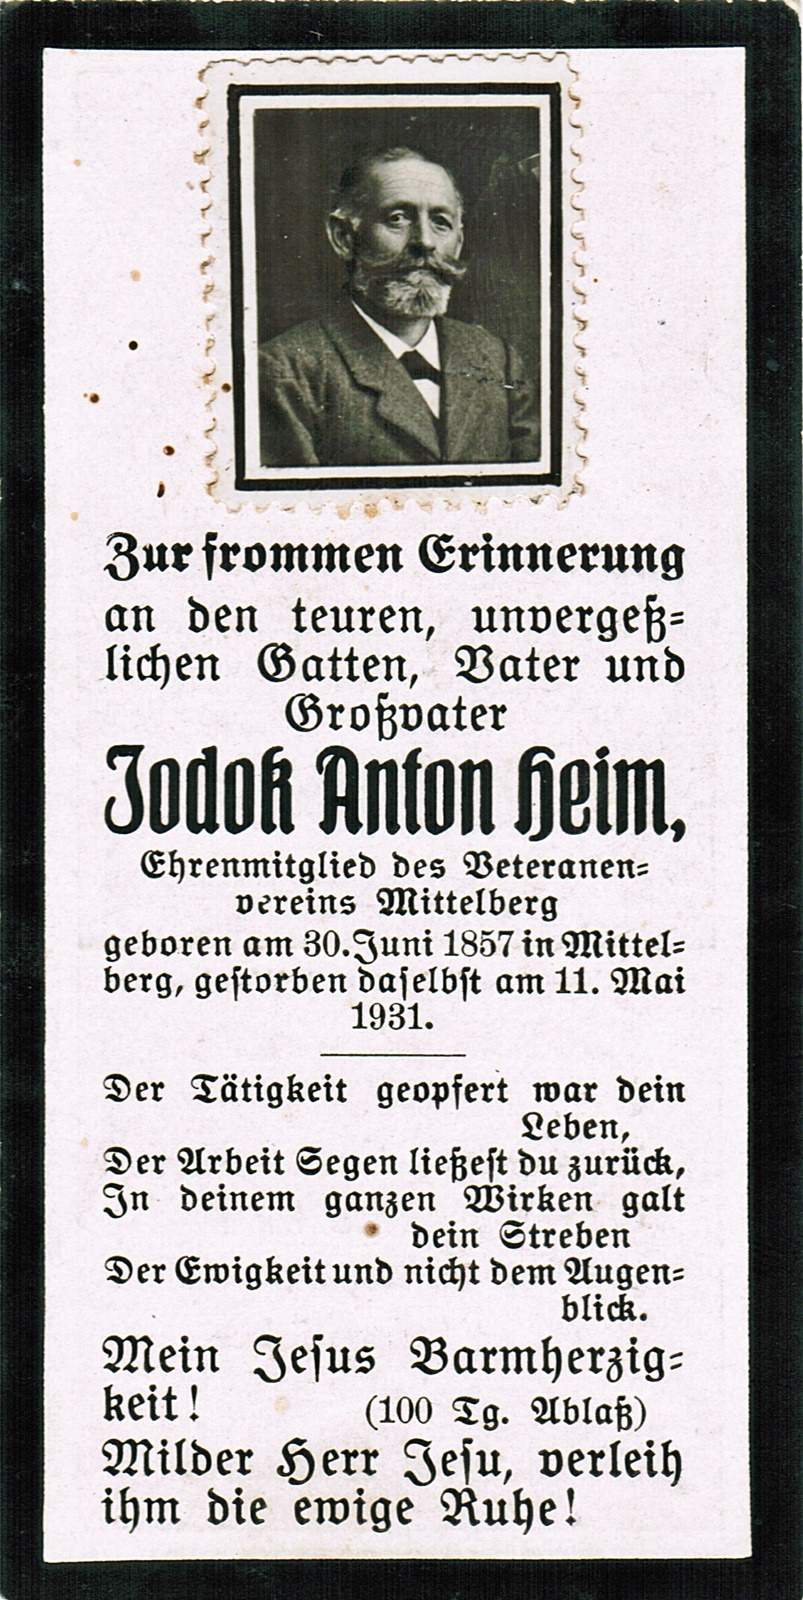 Zur frommen Erinnerung
an den teuren, unvergeß-
lichen Gatten, Vater und
Großvater
Jodok Anton Heim,
Ehrenmitglied des Veteranen-
vereins Mittelberg
geboren am 30. Juni 1857 in Mittel-
berg, gestorben daselbst am 11. Mai
1931.
Der Tätigkeit geopfert war dein
Leben,
Der Arbeit Segen ließest du zurück,
In deinem ganzen Wirken galt
dein Streben
Der Ewigkeit und nicht dem Augen-
blick.
Mein Jesus Barmherzig-
keit! (100 Tg. Ablaß)
Milder Herr Jesu, verleih
ihm die ewige Ruhe!